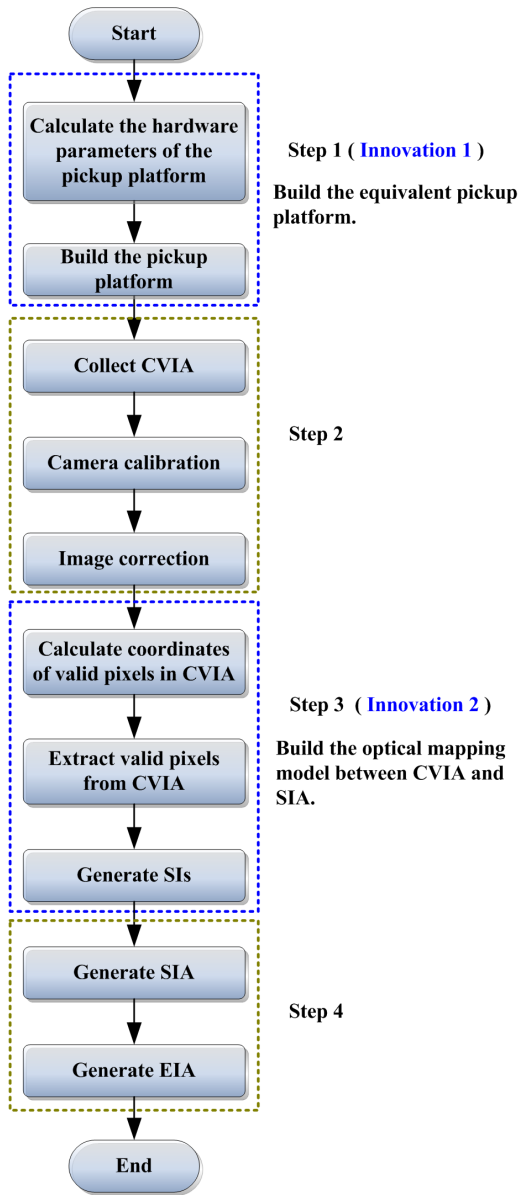 Start
Calculate the hardware
parameters of the
pickup platform
Step 1 ( Innovation 1 )
Build the equivalent pickup
platform.
Build the pickup
platform
Collect CVIA
Camera calibration
Step 2
Image correction
Calculate coordinates
of valid pixels in CVIA
Step 3 ( Innovation 2 )
Build the optical mapping
model between CVIA and
SIA.
Extract valid pixels
from CVIA
Generate SIs
Generate SIA
Step 4
Generate EIA
End